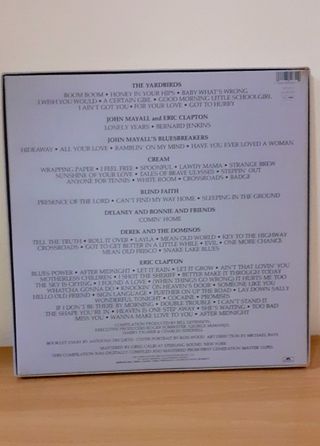 THE YARDBIRDS
BOOM BOOM • HONEY IN YOUR HIPS • BABY WHAT'S WRONG
I WISH YOU WOULD • A CERTAIN GIRL • GOOD MORNING LITTLE SCHOOLGIRL
I AIN'T GOT YOU • FOR YOUR LOVE • GOT TO HURRY
JOHN MAYALL AND ERIC CLAPTON
LONELY YEARS • BERNARD JENKINS
JOHN MAYALL'S BLUESBREAKERS
HIDEAWAY • ALL YOUR LOVE • RAMBLIN' ON MY MIND • HAVE YOU EVER LOVED A WOMAN
CREAM
WRAPPING PAPER • I FEEL FREE • SPOONFUL • LAWDY MAMA • STRANGE BREW
SUNSHINE OF YOUR LOVE • TALES OF BRAVE ULYSSES • STEPPIN' OUT
ANYONE FOR TENNIS • WHITE ROOM • CROSSROADS • BADGE
BLIND FAITH
PRESENCE OF THE LORD • CAN'T FIND MY WAY HOME • SLEEPING IN THE GROUND
DELANEY AND BONNIE AND FRIENDS
COMIN' HOME
DEREK AND THE DOMINOS
TELL THE TRUTH • ROLL IT OVER • LAYLA • MEAN OLD WORLD • KEY TO THE HIGHWAY
CROSSROADS • GOT TO GET BETTER IN A LITTLE WHILE • EVIL • ONE MORE CHANCE
MEAN OLD FRISCO • SNAKE LAKE BLUES
ERIC CLAPTON
BLUES POWER • AFTER MIDNIGHT • LET IT RAIN • LET IT GROW • AIN'T THAT LOVIN' YOU
MOTHERLESS CHILDREN • I SHOT THE SHERIFF • BETTER MAKE IT THROUGH TODAY
THE SKY IS CRYING • I FOUND A LOVE • (WHEN THINGS GO WRONG) IT HURTS ME TOO
WHATCHA GONNA DO • KNOCKIN' ON HEAVEN'S DOOR • SOMEONE LIKE YOU
HELLO OLD FRIEND • SIGN LANGUAGE • FURTHER ON UP THE ROAD • LAY DOWN SALLY
WONDERFUL TONIGHT • COCAINE • PROMISES
IF I DON'T BE THERE BY MORNING • DOUBLE TROUBLE • I CAN'T STAND IT
THE SHAPE YOU'RE IN • HEAVEN IS ONE STEP AWAY • SHE'S WAITING • TOO BAD
MISS YOU • WANNA MAKE LOVE TO YOU • AFTER MIDNIGHT
COMPILATION PRODUCED BY BILL LEVENSON